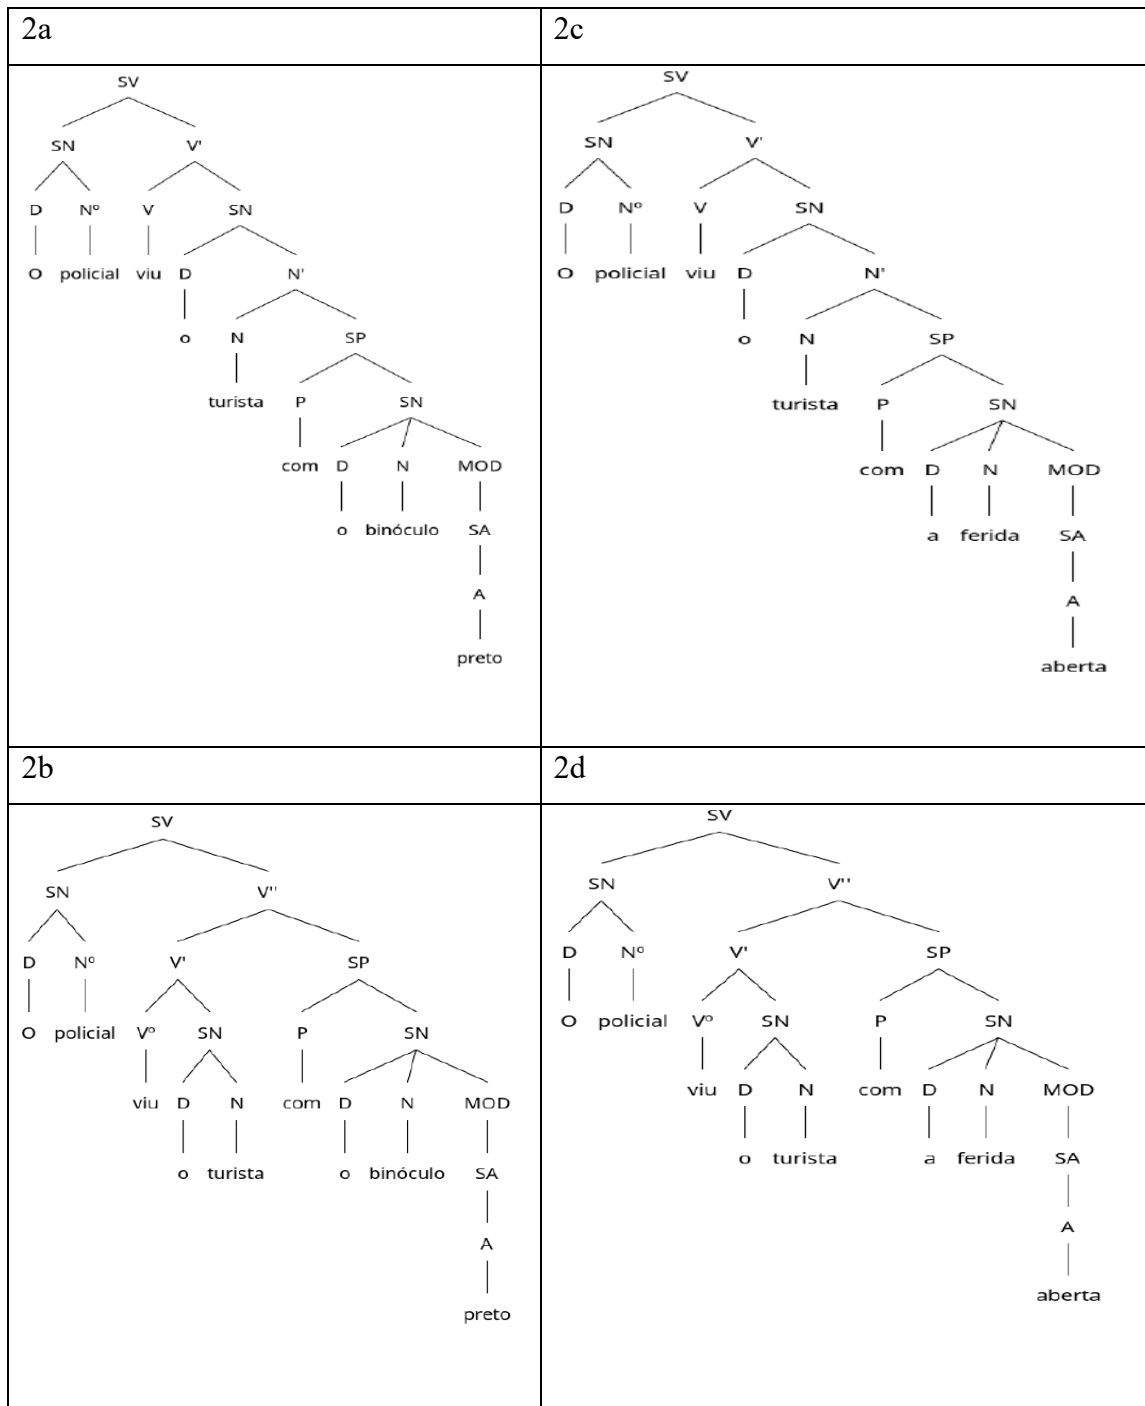 2a
SV
SN V'
D Nº V SN
O policial viu D N'
o N SP
turista P SN
com D N MOD
o binóculo SA
A
preto
2c
SV
SN V'
D Nº V SN
O policial viu D N'
o N SP
turista P SN
com D N MOD
a ferida SA
A
aberta
2b
SV
SN V''
D Nº V' SP
O policial Vº SN P SN
viu D N com D N MOD
o turista o binóculo SA
A
preto
2d
SV
SN V''
D Nº V' SP
O policial Vº SN P SN
viu D N com D N MOD
o turista a ferida SA
A
aberta